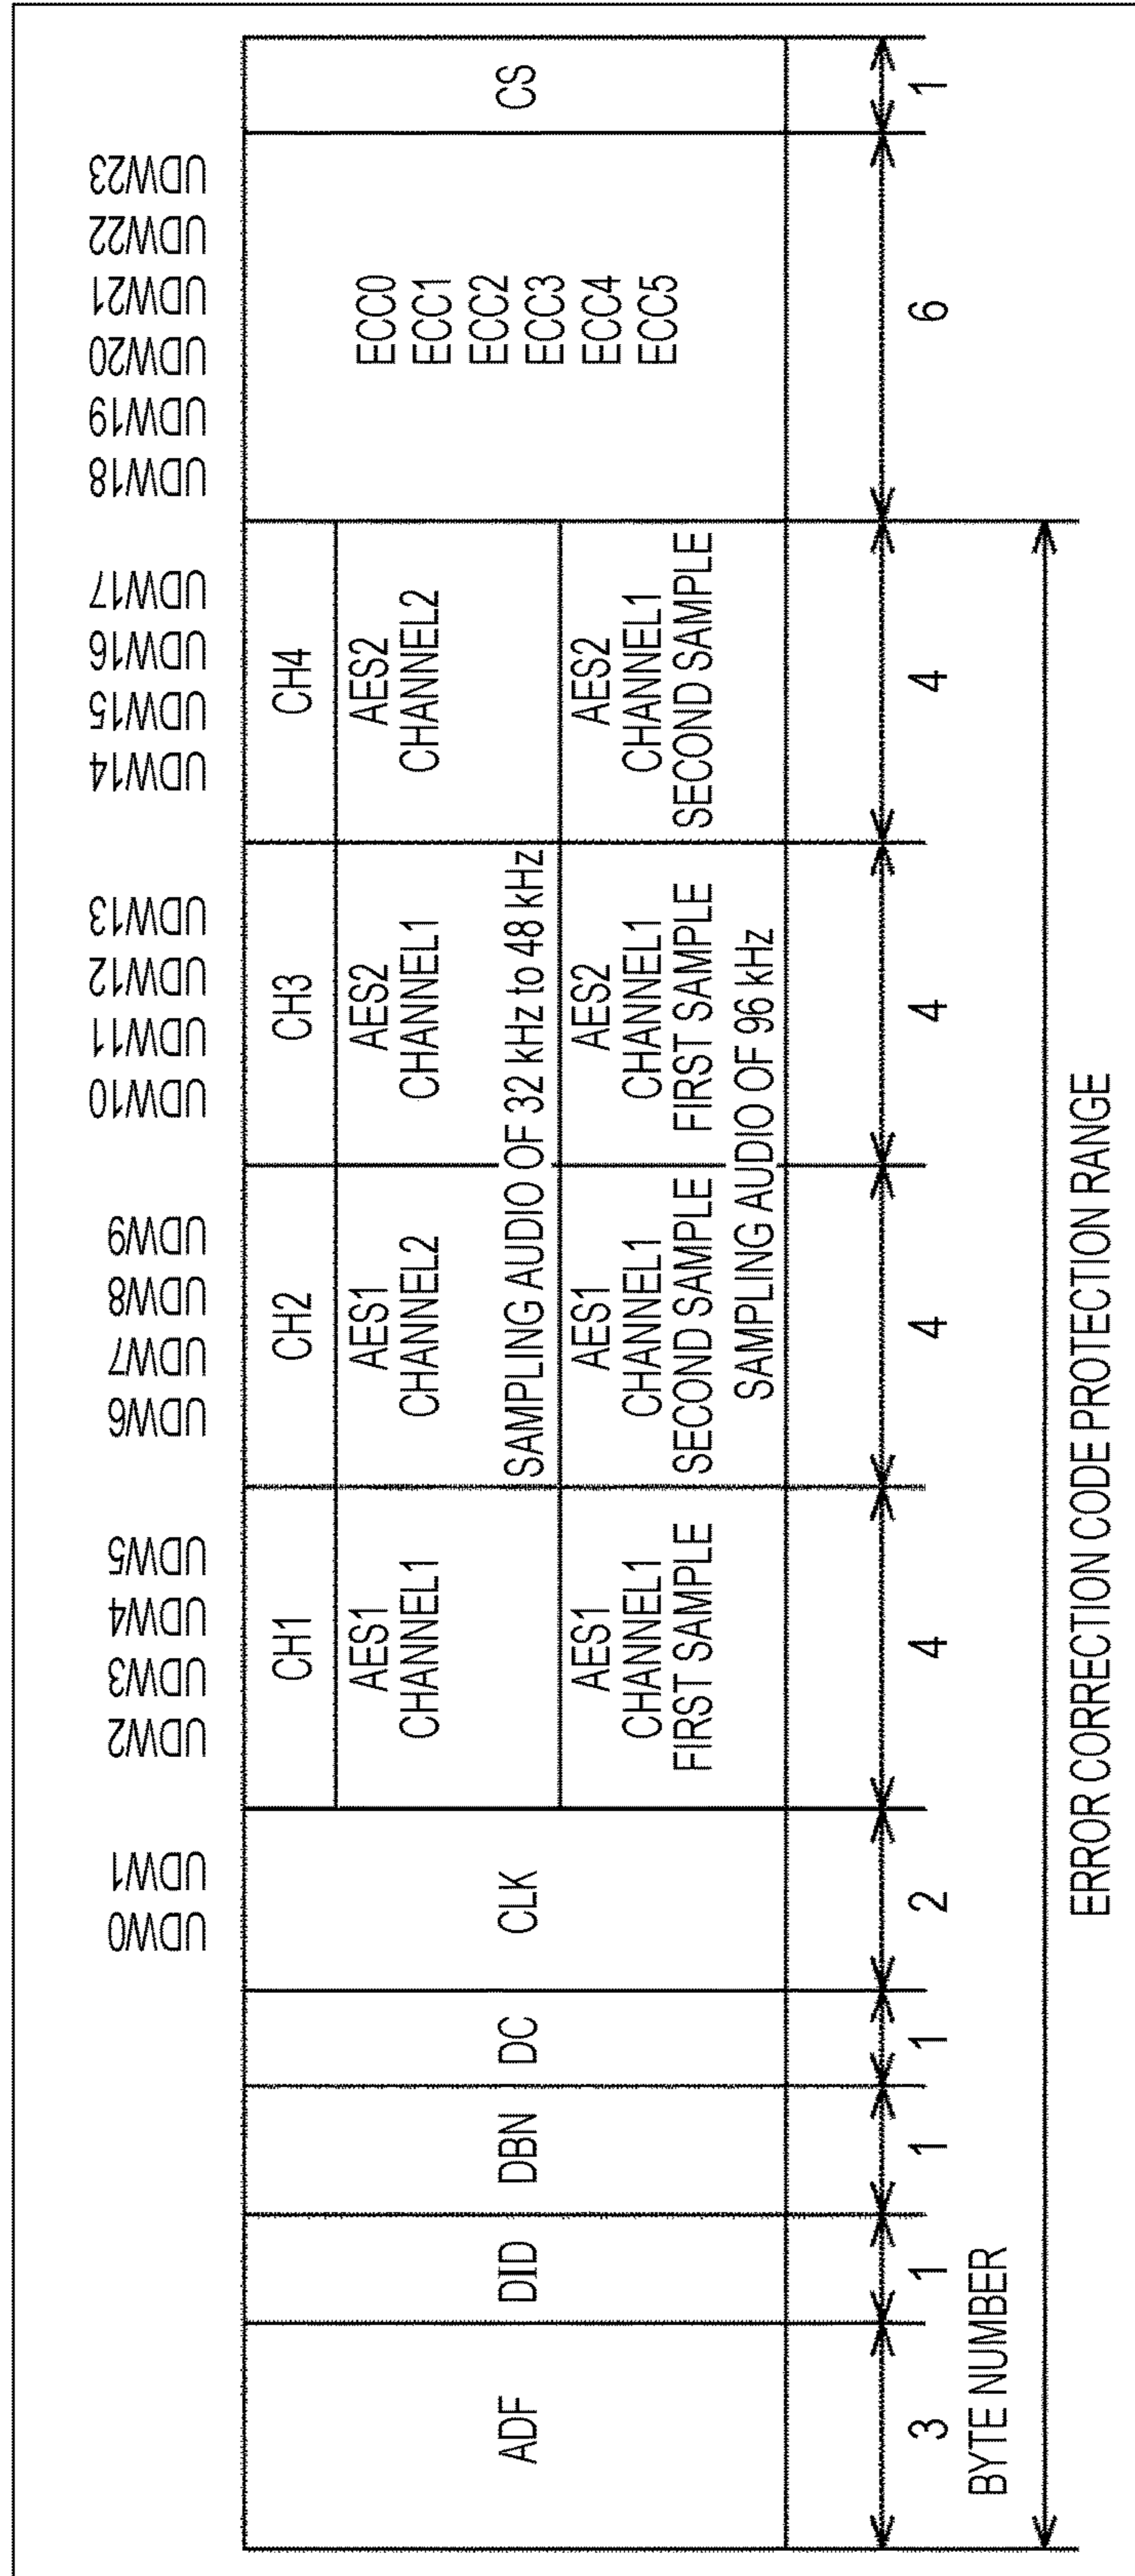 UDW0
UDW1
UDW2
UDW3
UDW4
UDW5
UDW6
UDW7
UDW8
UDW9
UDW10
UDW11
UDW12
UDW13
UDW14
UDW15
UDW16
UDW17
UDW18
UDW19
UDW20
UDW21
UDW22
UDW23
ADF
DID
DBN
DC
CLK
CH1
CH2
CH3
CH4
AES1
CHANNEL1
AES1
CHANNEL2
AES2
CHANNEL1
AES2
CHANNEL2
SAMPLING AUDIO OF 32 kHz to 48 kHz
AES1
CHANNEL1
FIRST SAMPLE
AES1
CHANNEL1
SECOND SAMPLE
AES2
CHANNEL1
FIRST SAMPLE
AES2
CHANNEL1
SECOND SAMPLE
SAMPLING AUDIO OF 96 kHz
ECC0
ECC1
ECC2
ECC3
ECC4
ECC5
CS
3
1
1
1
2
4
4
4
4
6
1
BYTE NUMBER
ERROR CORRECTION CODE PROTECTION RANGE